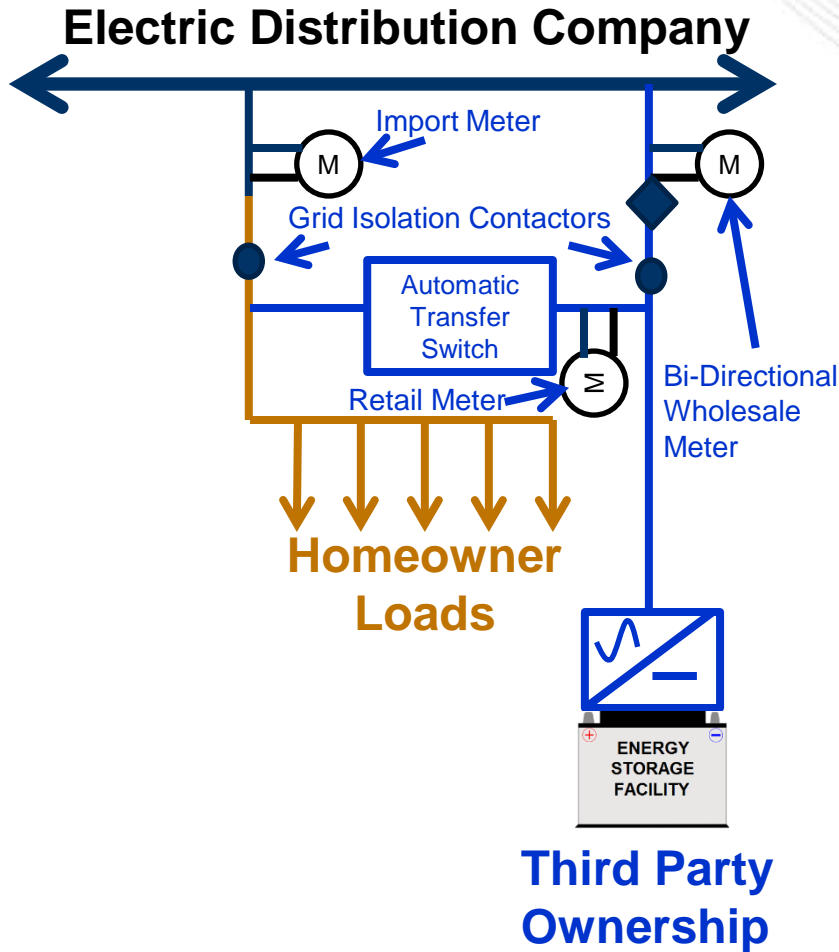 Electric Distribution Company
Import Meter
M
M
Grid Isolation Contactors
Automatic
Transfer
Switch
Retail Meter
M
Bi-Directional
Wholesale
Meter
Homeowner
Loads
+
−
ENERGY
STORAGE
FACILITY
Third Party
Ownership